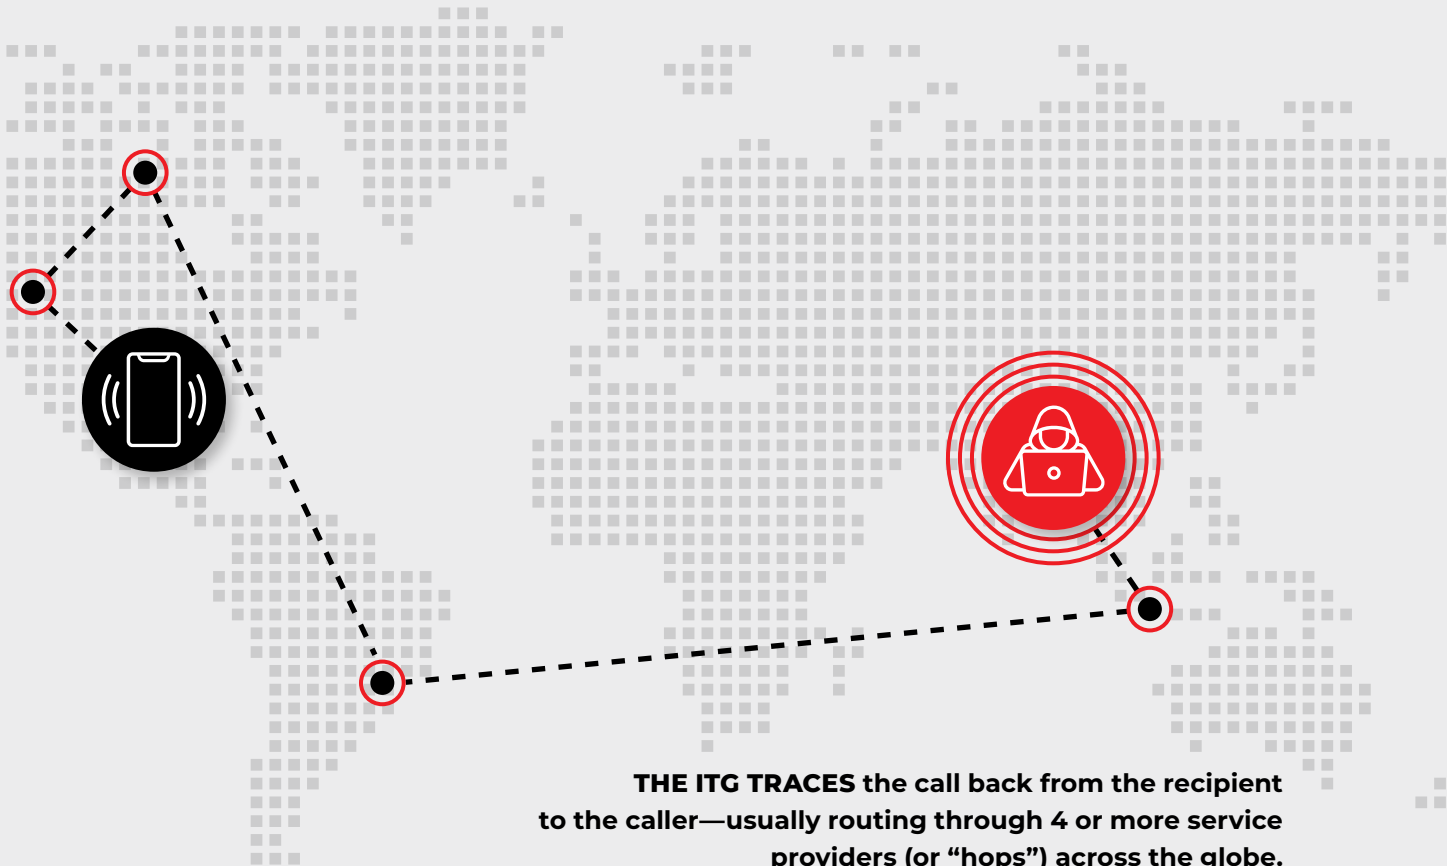 THE ITG TRACES the call back from the recipient
to the caller—usually routing through 4 or more service
providers (or “hops”) across the globe.